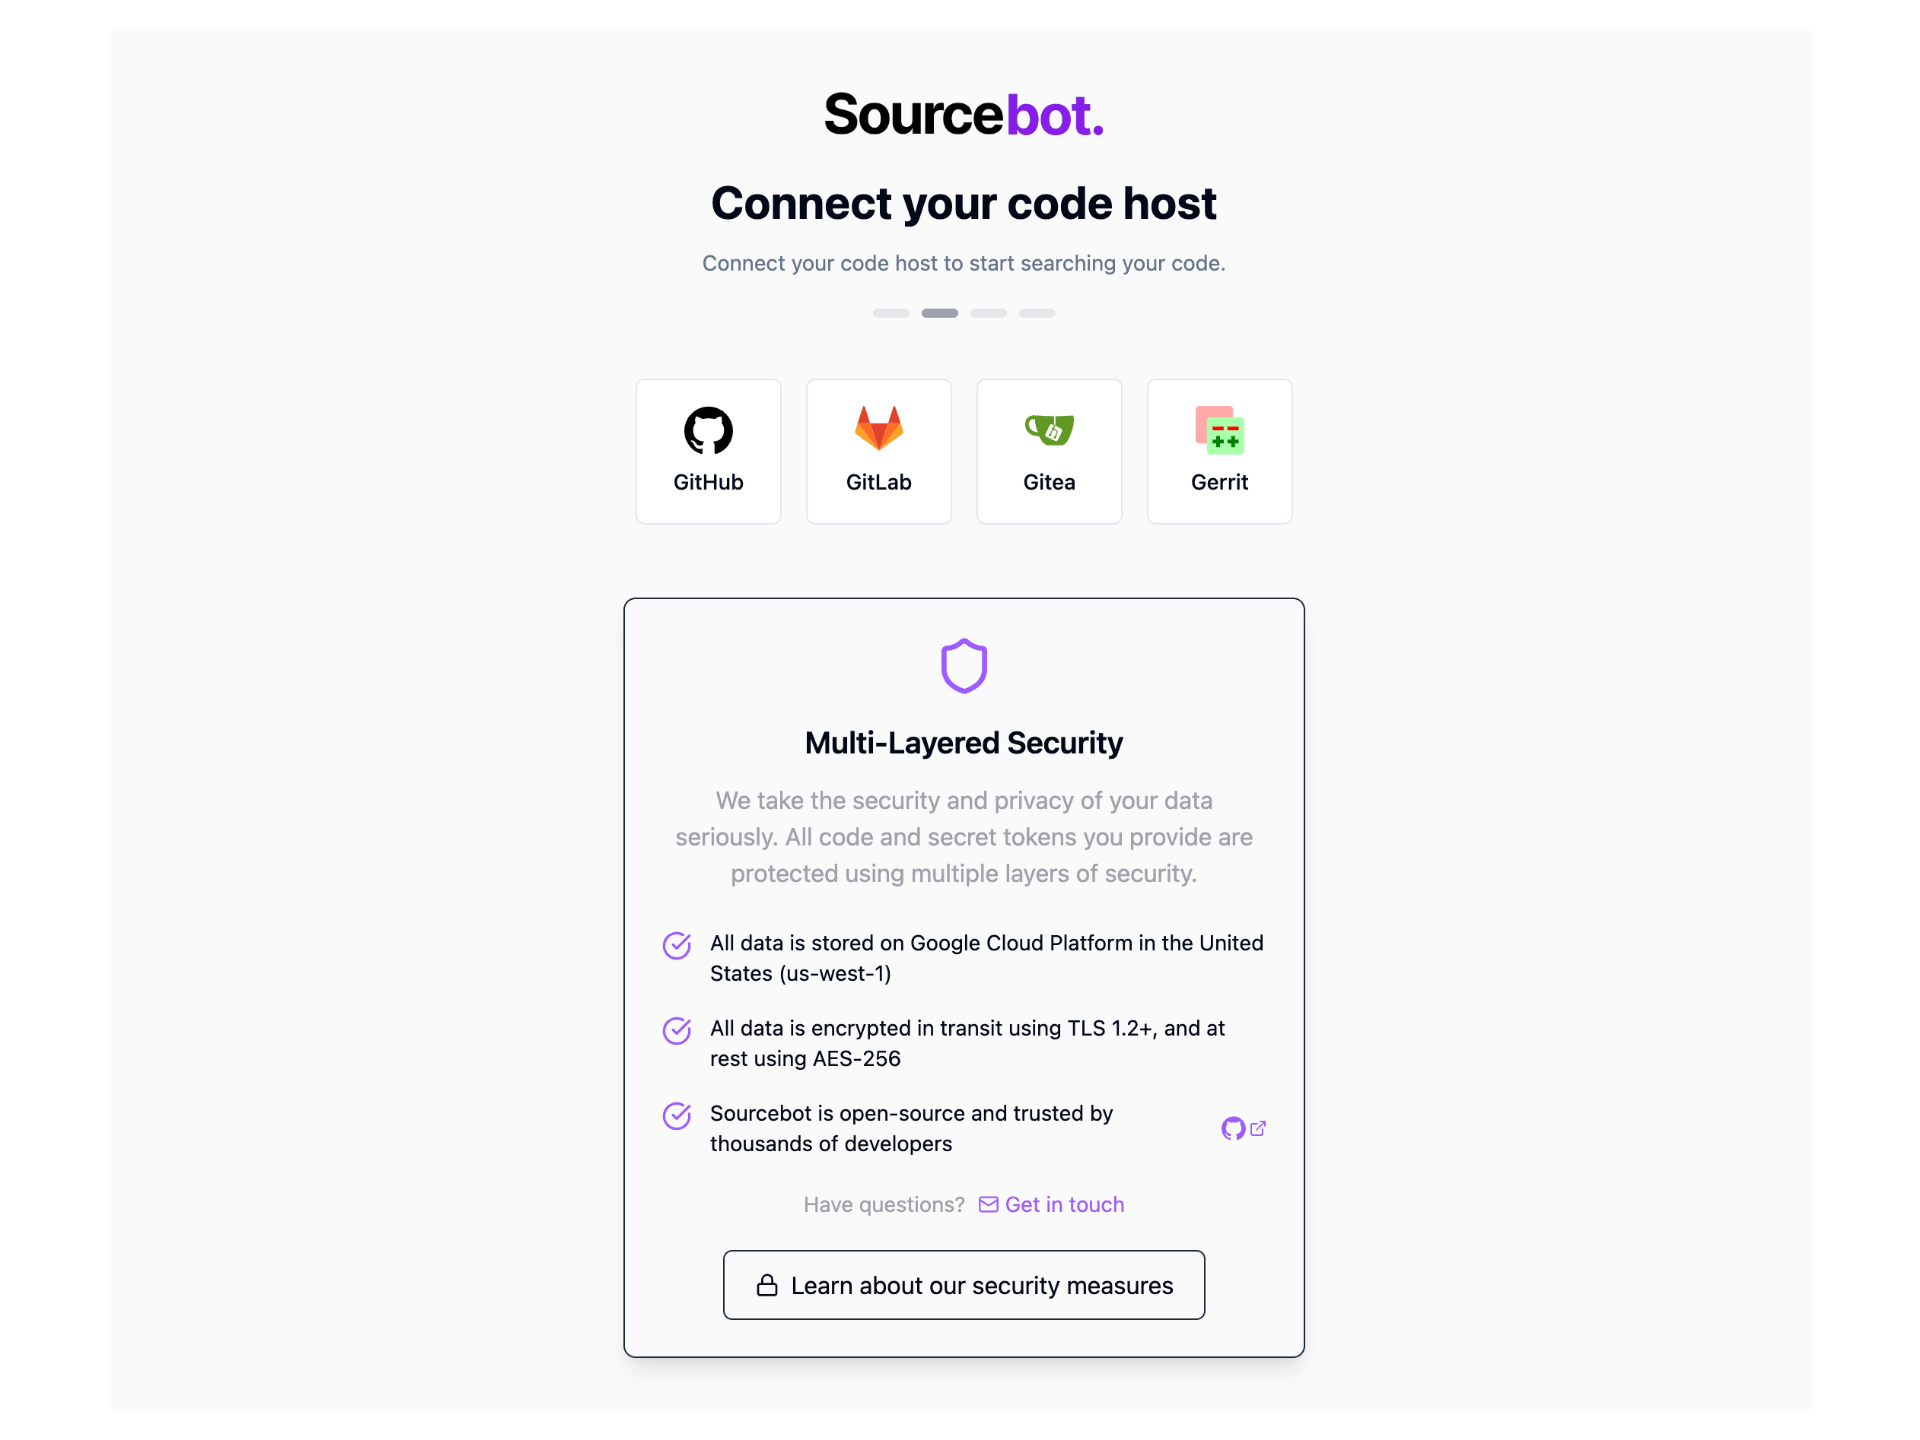 Sourcebot.
Connect your code host
Connect your code host to start searching your code.
GitHub
GitLab
Gitea
Gerrit
Multi-Layered Security
We take the security and privacy of your data
seriously. All code and secret tokens you provide are
protected using multiple layers of security.
All data is stored on Google Cloud Platform in the United
States (us-west-1)
All data is encrypted in transit using TLS 1.2+, and at
rest using AES-256
Sourcebot is open-source and trusted by
thousands of developers
Have questions? Get in touch
Learn about our security measures